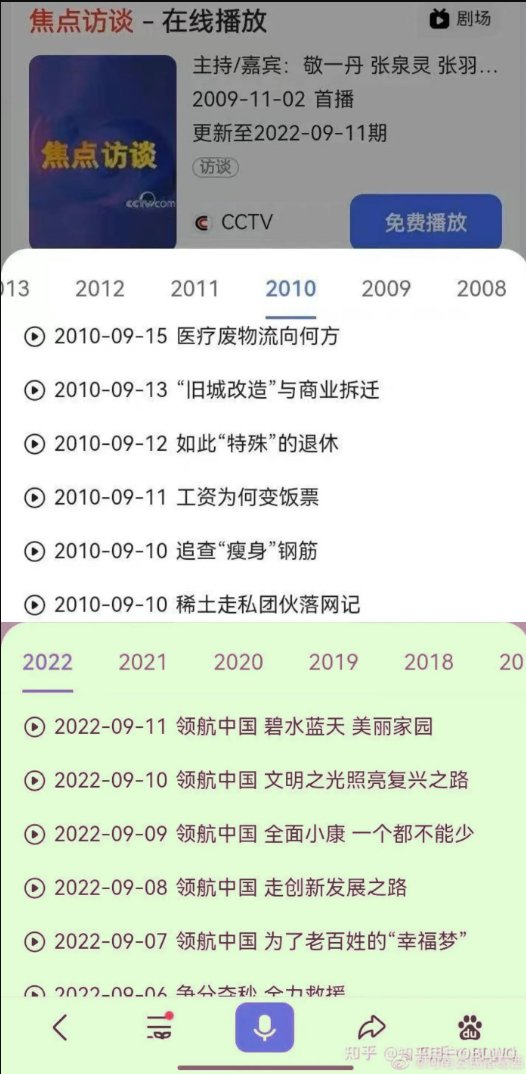 焦点访谈 – 在线播放
剧场
主持/嘉宾：敬一丹 张泉灵 张羽...
2009-11-02 首播
更新至2022-09-11期
访谈
焦点访谈
cctv.com
CCTV
免费播放
013 2012 2011 2010 2009 2008
2010-09-15 医疗废物流向何方
2010-09-13 “旧城改造”与商业拆迁
2010-09-12 如此“特殊”的退休
2010-09-11 工资为何变饭票
2010-09-10 追查“瘦身”钢筋
2010-09-10 稀土走私团伙落网记
2022 2021 2020 2019 2018 20
2022-09-11 领航中国 碧水蓝天 美丽家园
2022-09-10 领航中国 文明之光照亮复兴之路
2022-09-09 领航中国 全面小康 一个都不能少
2022-09-08 领航中国 走创新发展之路
2022-09-07 领航中国 为了老百姓的“幸福梦”
2022-09-06 争分夺秒 全力救援
du
知乎